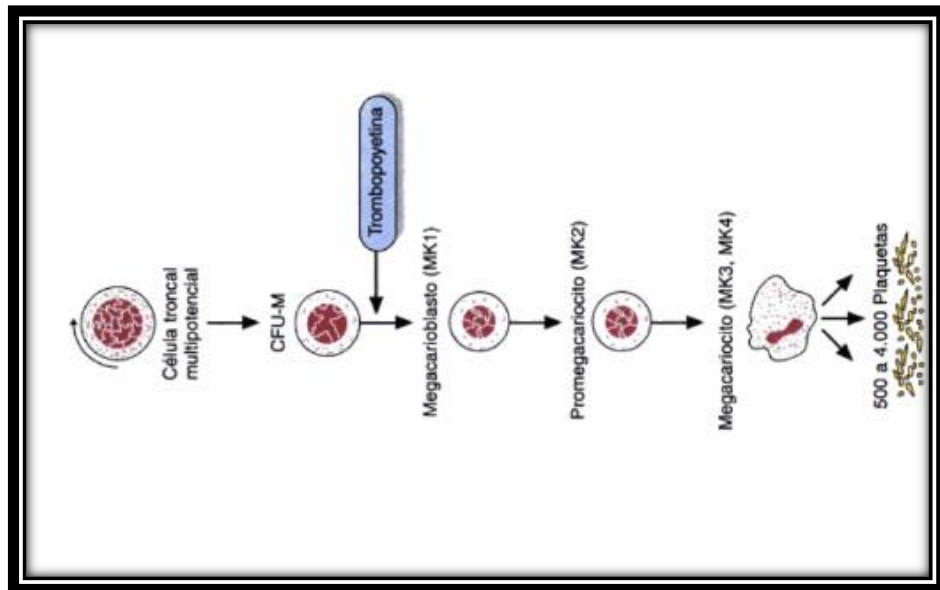 Célula troncal
multipotencial
CFU-M
Trombopoyetina
Megacarioblasto (MK1)
Promegacariocito (MK2)
Megacariocito (MK3, MK4)
500 a 4.000 Plaquetas